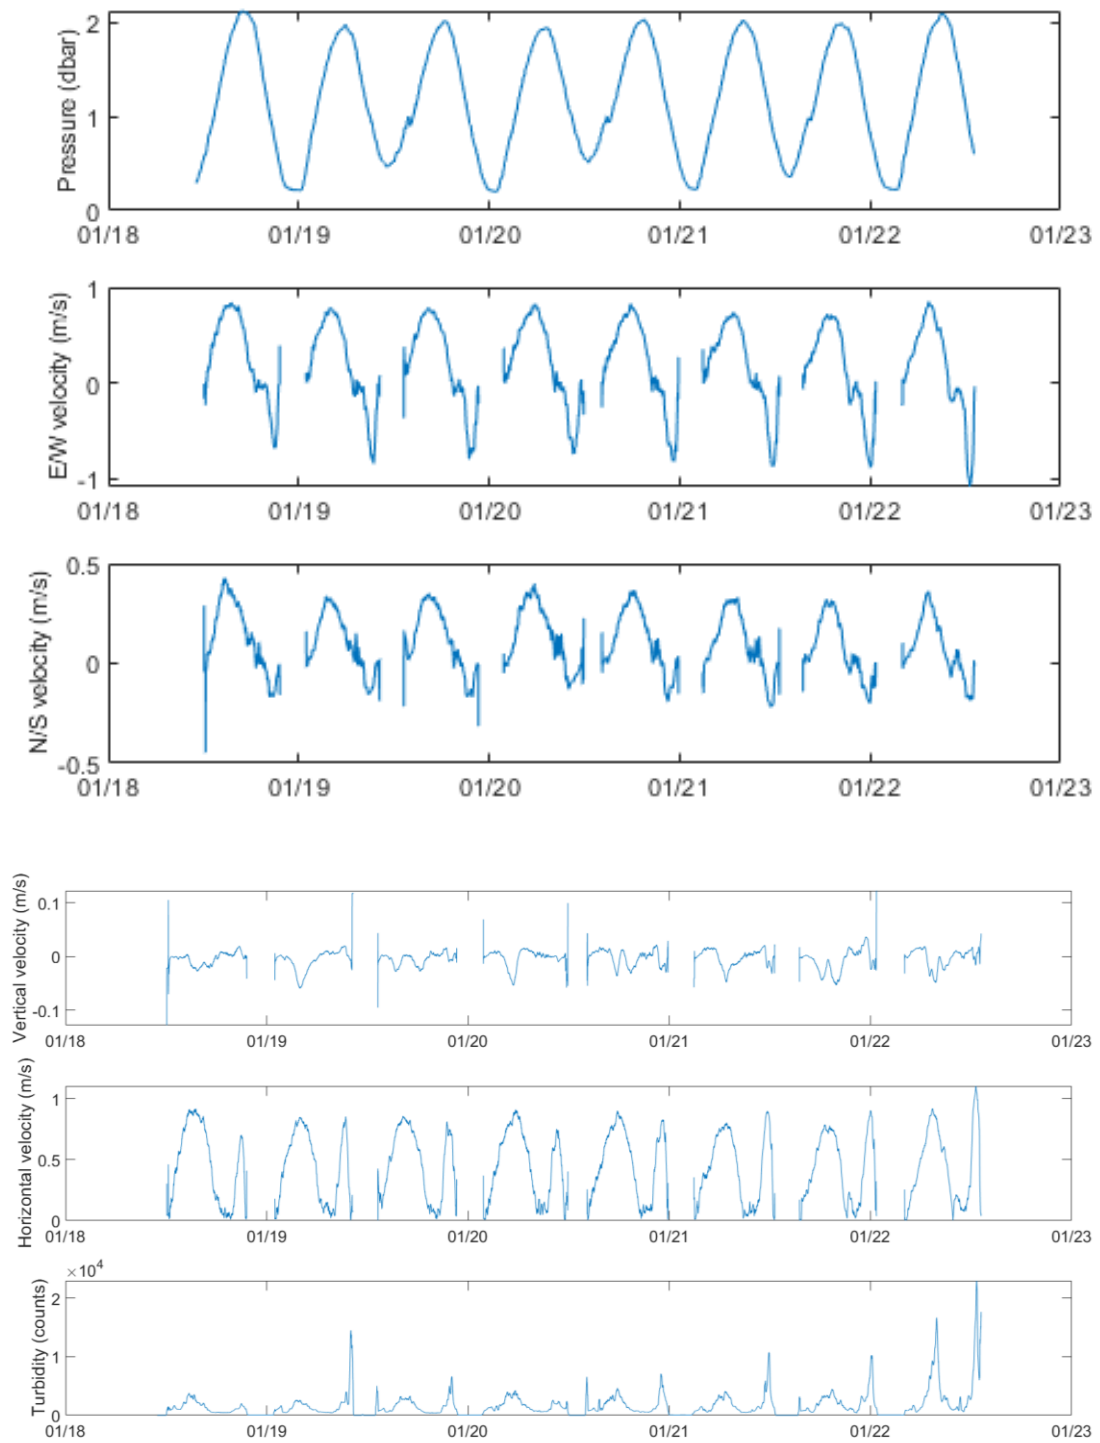 Pressure (dbar)
2
1
0
01/18 01/19 01/20 01/21 01/22 01/23
E/W velocity (m/s)
1
0
-1
01/18 01/19 01/20 01/21 01/22 01/23
N/S velocity (m/s)
0.5
0
-0.5
01/18 01/19 01/20 01/21 01/22 01/23
Vertical velocity (m/s)
0.1
0
-0.1
01/18 01/19 01/20 01/21 01/22 01/23
Horizontal velocity (m/s)
1
0.5
0
01/18 01/19 01/20 01/21 01/22 01/23
×10⁴
Turbidity (counts)
2
1
0
01/18 01/19 01/20 01/21 01/22 01/23